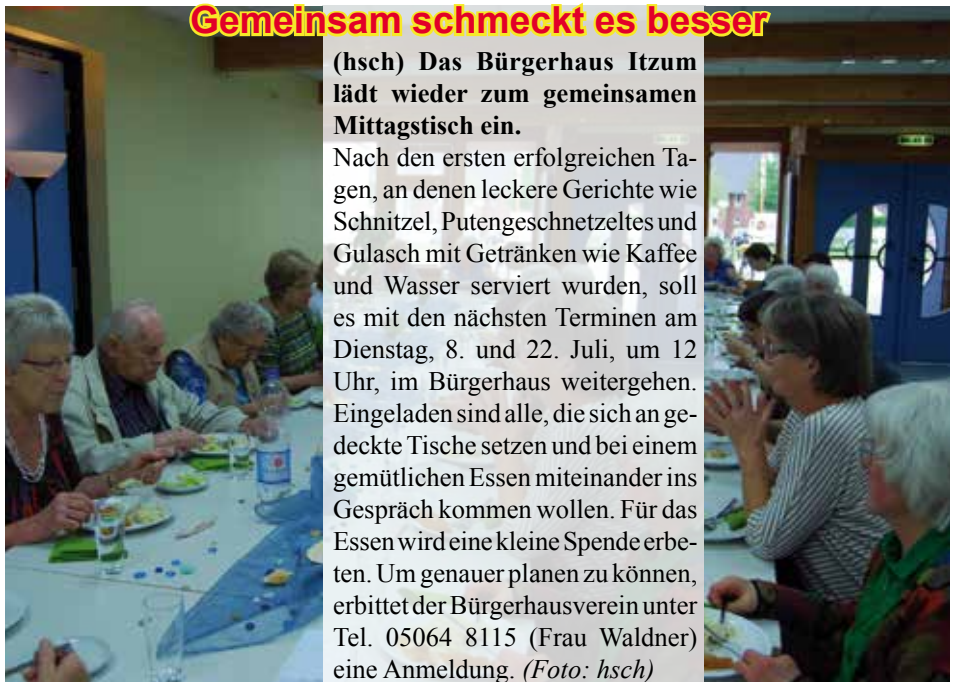 Gemeinsam schmeckt es besser
(hsch) Das Bürgerhaus Itzum
lädt wieder zum gemeinsamen
Mittagstisch ein.
Nach den ersten erfolgreichen Ta-
gen, an denen leckere Gerichte wie
Schnitzel, Putengeschnetzeltes und
Gulasch mit Getränken wie Kaffee
und Wasser serviert wurden, soll
es mit den nächsten Terminen am
Dienstag, 8. und 22. Juli, um 12
Uhr, im Bürgerhaus weitergehen.
Eingeladen sind alle, die sich an ge-
deckte Tische setzen und bei einem
gemütlichen Essen miteinander ins
Gespräch kommen wollen. Für das
Essen wird eine kleine Spende erbe-
ten. Um genauer planen zu können,
erbittet der Bürgerhausverein unter
Tel. 05064 8115 (Frau Waldner)
eine Anmeldung. (Foto: hsch)